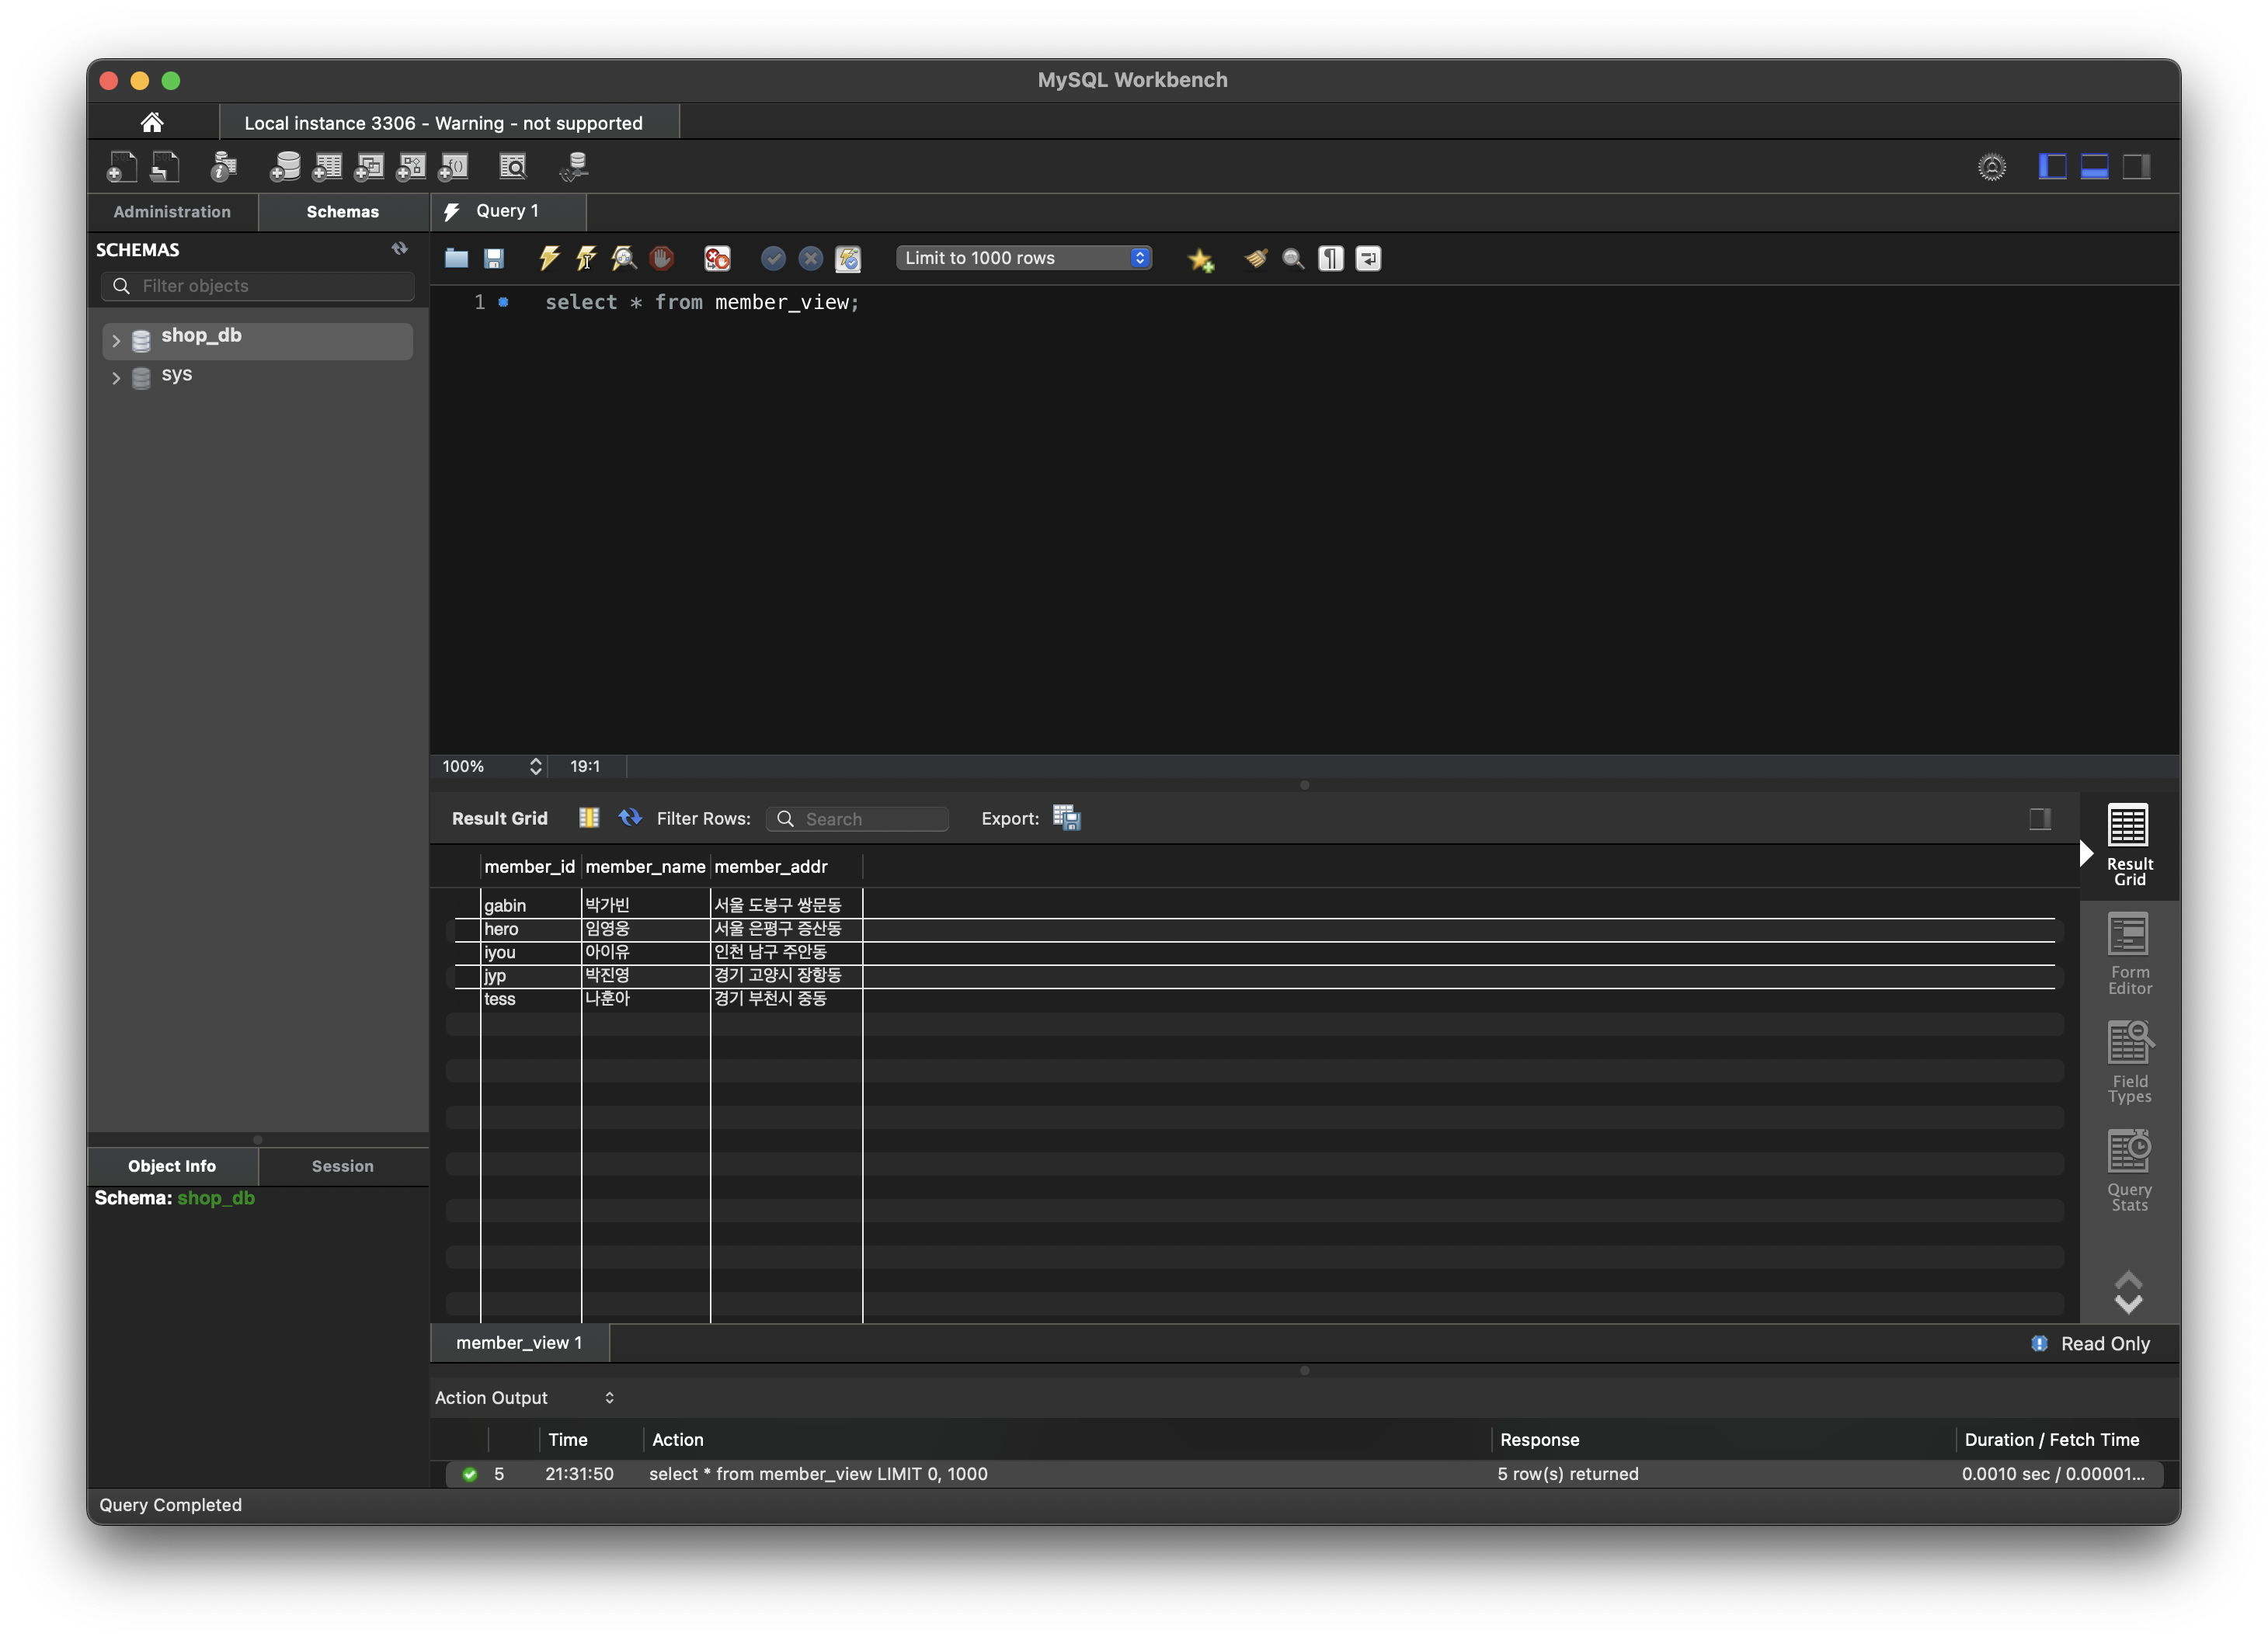 MySQL Workbench
Local instance 3306 - Warning - not supported
Administration
Schemas
Query 1
SCHEMAS
Filter objects
Limit to 1000 rows
1 select * from member_view;
shop_db
sys
100% 19:1
Result Grid Filter Rows: Search Export:
member_id member_name member_addr
gabin 박가빈 서울 도봉구 쌍문동
hero 임영웅 서울 은평구 증산동
iyou 아이유 인천 남구 주안동
jyp 박진영 경기 고양시 장항동
tess 나훈아 경기 부천시 중동
Result
Grid
Form
Editor
Field
Types
Query
Stats
Object Info Session
Schema: shop_db
member_view 1 Read Only
Action Output
Time Action Response Duration / Fetch Time
5 21:31:50 select * from member_view LIMIT 0, 1000 5 row(s) returned 0.0010 sec / 0.00001...
Query Completed